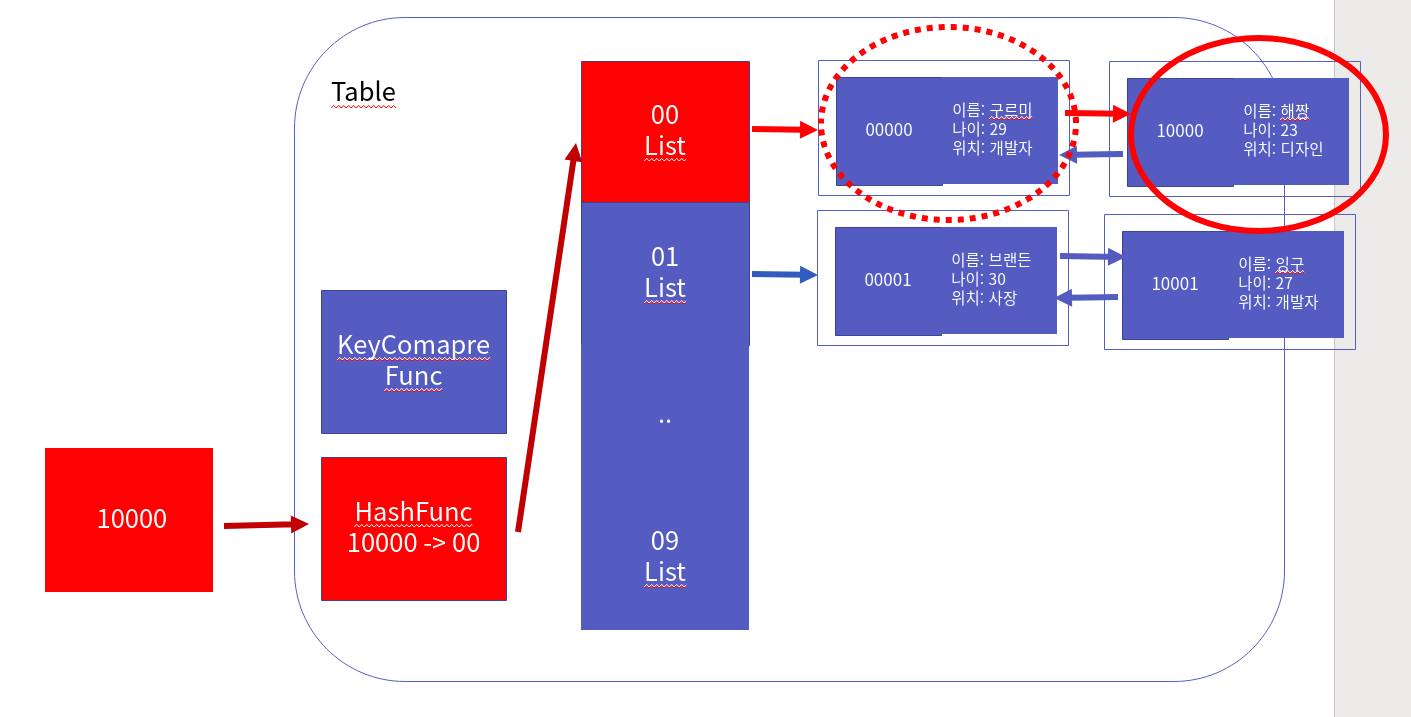 Table
00
List
00000
이름: 구르미
나이: 29
위치: 개발자
10000
이름: 해짱
나이: 23
위치: 디자인
01
List
00001
이름: 브랜든
나이: 30
위치: 사장
10001
이름: 잉구
나이: 27
위치: 개발자
KeyComapre
Func
..
10000
HashFunc
10000 -> 00
09
List